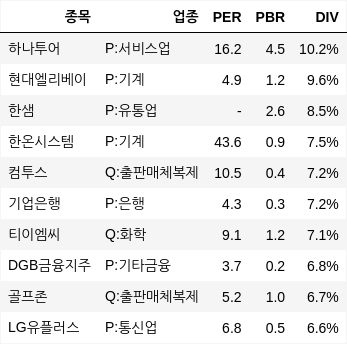 종목 업종 PER PBR DIV
하나투어 P:서비스업 16.2 4.5 10.2%
현대엘리베이 P:기계 4.9 1.2 9.6%
한샘 P:유통업 - 2.6 8.5%
한온시스템 P:기계 43.6 0.9 7.5%
컴투스 Q:출판매체복제 10.5 0.4 7.2%
기업은행 P:은행 4.3 0.3 7.2%
티이엠씨 Q:화학 9.1 1.2 7.1%
DGB금융지주 P:기타금융 3.7 0.2 6.8%
골프존 Q:출판매체복제 5.2 1.0 6.7%
LG유플러스 P:통신업 6.8 0.5 6.6%